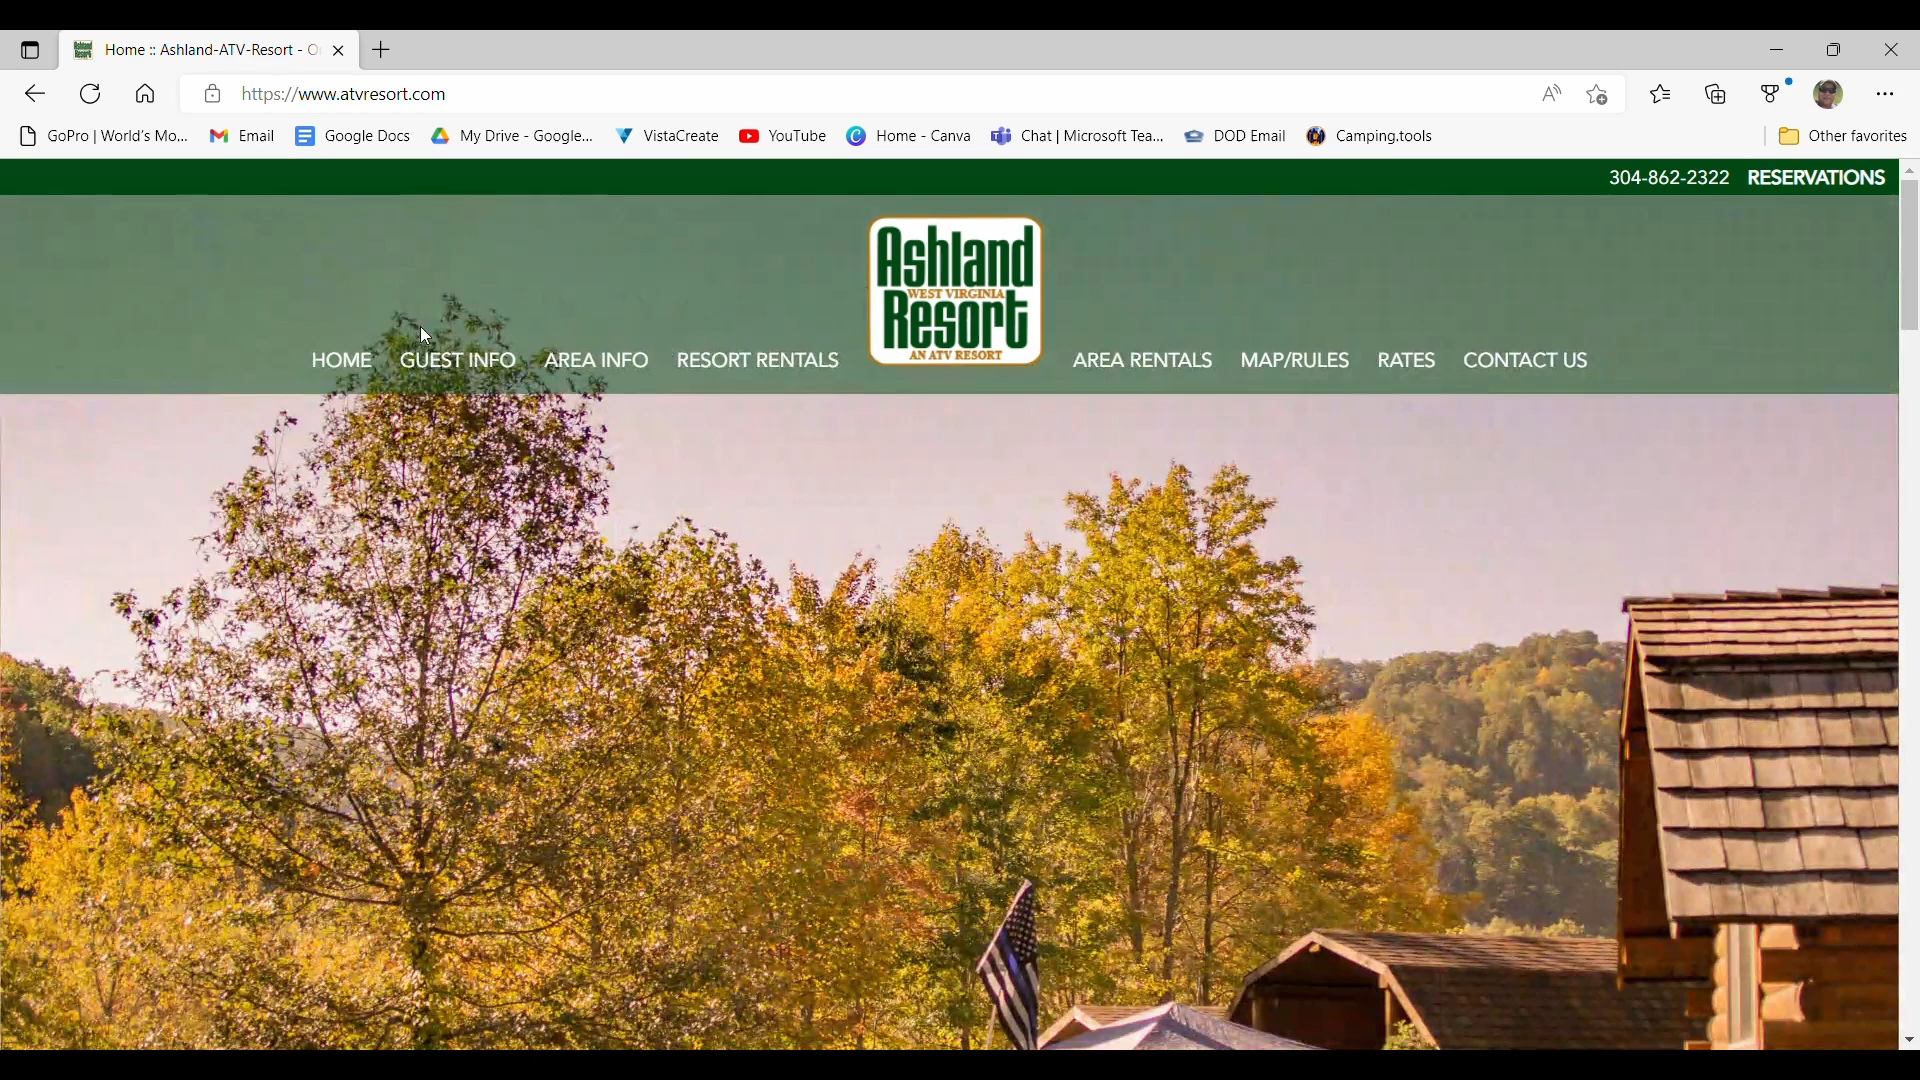 Home :: Ashland-ATV-Resort - O
https://www.atvresort.com
GoPro | World's Mo...
Email
Google Docs
My Drive - Google...
VistaCreate
YouTube
Home - Canva
Chat | Microsoft Tea...
DOD Email
Camping.tools
Other favorites
304-862-2322 RESERVATIONS
Ashland
WEST VIRGINIA
Resort
AN ATV RESORT
HOME GUEST INFO AREA INFO RESORT RENTALS AREA RENTALS MAP/RULES RATES CONTACT US